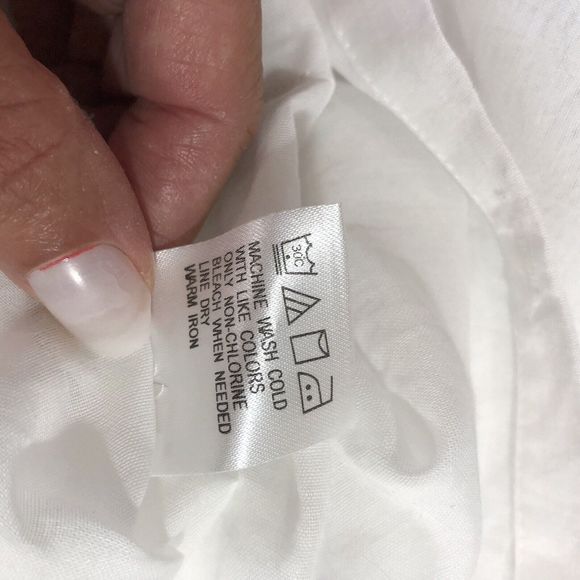 30°C
MACHINE WASH COLD
WITH LIKE COLORS
ONLY NON-CHLORINE
BLEACH WHEN NEEDED
LINE DRY
WARM IRON